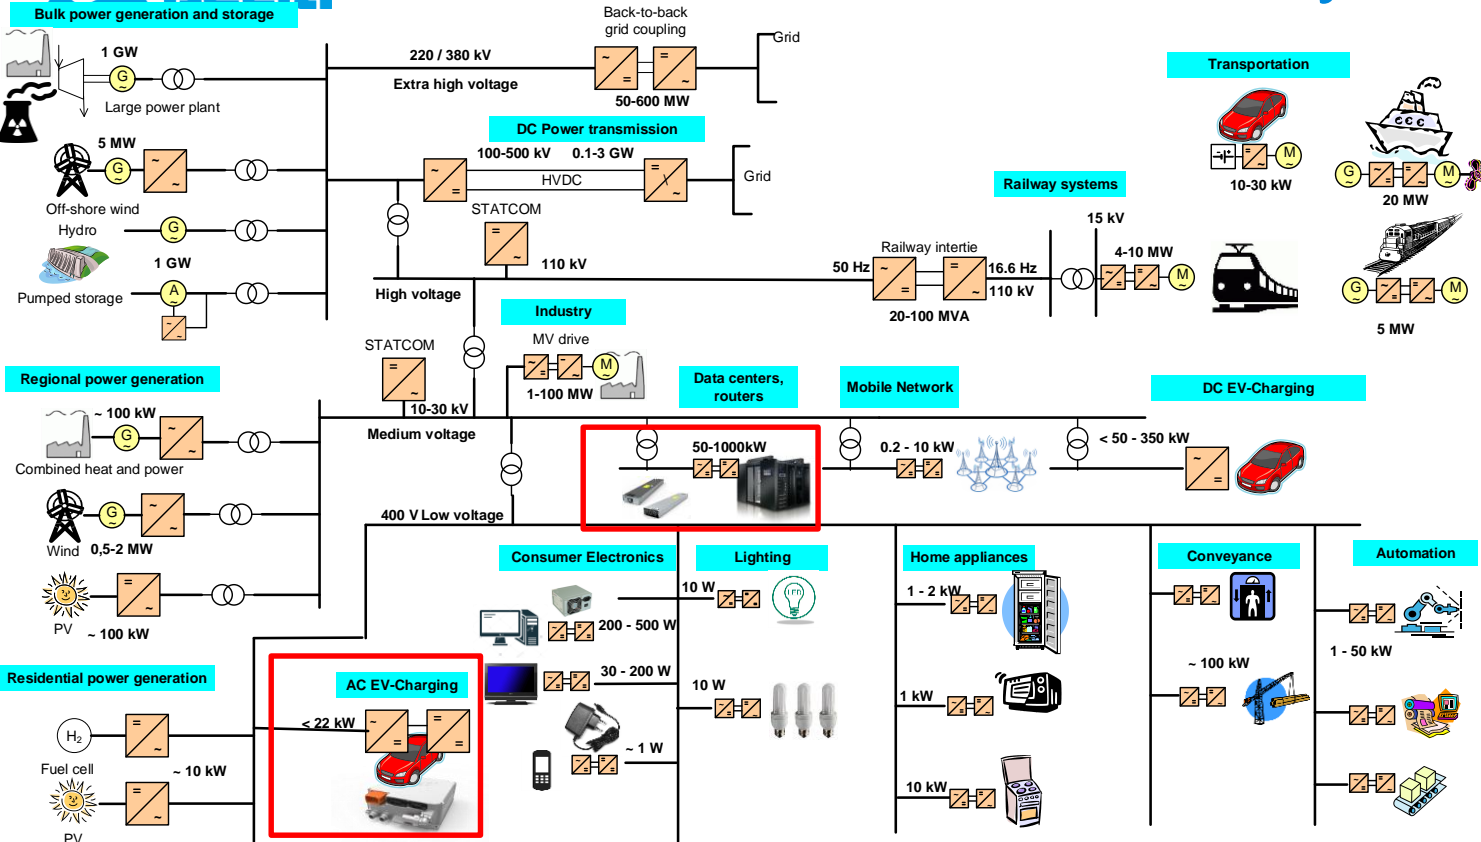 Bulk power generation and storage
1 GW
G
~
Large power plant
5 MW
G
~
Off-shore wind
Hydro
G
~
1 GW
A
~
Pumped storage
220 / 380 kV
Extra high voltage
Back-to-back
grid coupling
50-600 MW
Grid
DC Power transmission
100-500 kV
0.1-3 GW
HVDC
Grid
STATCOM
110 kV
High voltage
Railway systems
15 kV
Railway intertie
50 Hz
16.6 Hz
110 kV
20-100 MVA
4-10 MW
M
~
Transportation
M
~
10-30 kW
G
~
M
~
20 MW
G
~
M
~
5 MW
Industry
MV drive
M
~
1-100 MW
STATCOM
10-30 kV
Medium voltage
Regional power generation
~ 100 kW
G
~
Combined heat and power
G
~
Wind
0,5-2 MW
PV
~ 100 kW
Data centers,
routers
50-1000kW
Mobile Network
0.2 - 10 kW
DC EV-Charging
< 50 - 350 kW
400 V Low voltage
Residential power generation
H2
Fuel cell
~ 10 kW
PV
AC EV-Charging
< 22 kW
Consumer Electronics
200 - 500 W
30 - 200 W
~ 1 W
Lighting
10 W
10 W
Home appliances
1 - 2 kW
1 kW
10 kW
Conveyance
~ 100 kW
Automation
1 - 50 kW